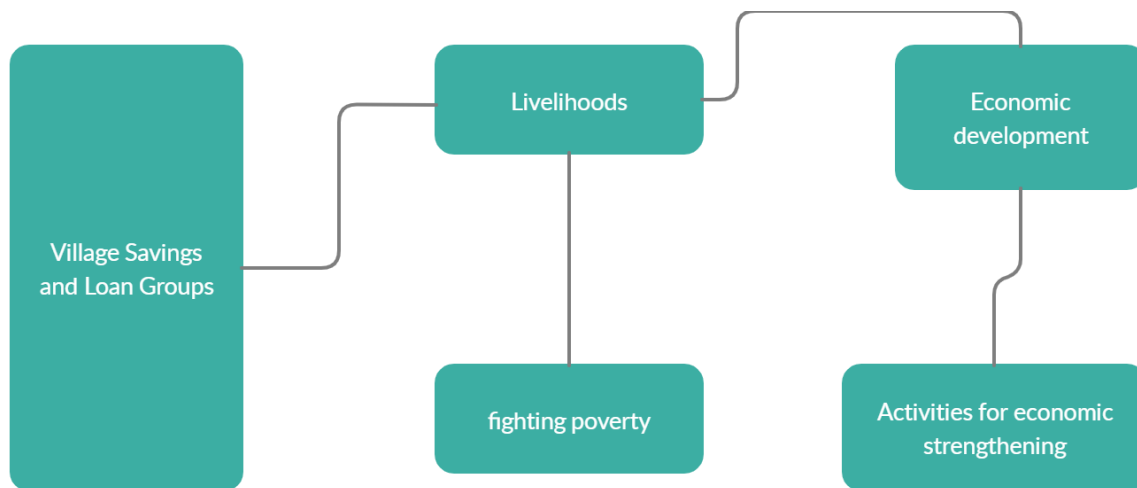 Village Savings
and Loan Groups
Livelihoods
fighting poverty
Economic
development
Activities for economic
strengthening